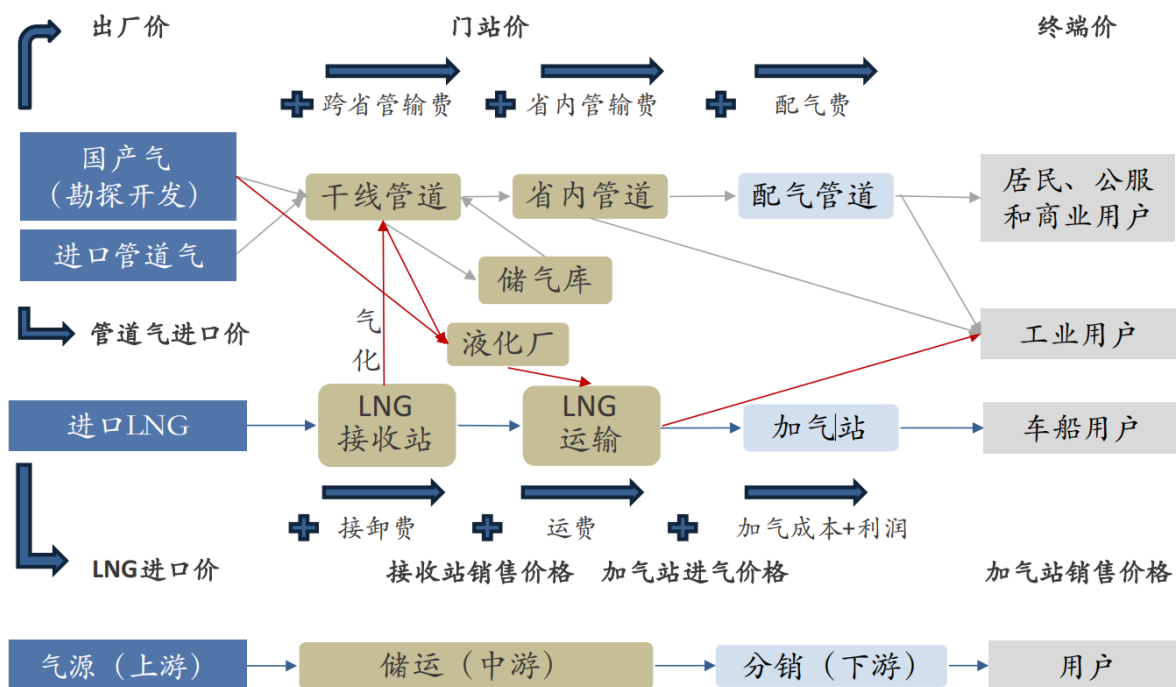 出厂价
门站价
终端价
跨省管输费
省内管输费
配气费
国产气
（勘探开发）
干线管道
省内管道
配气管道
居民、公服
和商业用户
进口管道气
储气库
管道气进口价
气
化
液化厂
工业用户
进口LNG
LNG
接收站
LNG
运输
加气站
车船用户
接卸费
运费
加气成本+利润
LNG进口价
接收站销售价格
加气站进气价格
加气站销售价格
气源（上游）
储运（中游）
分销（下游）
用户